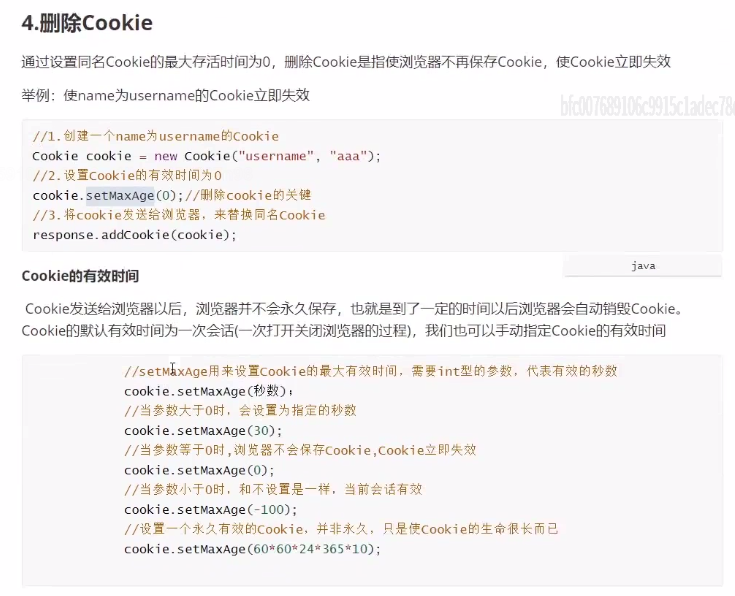 4.删除Cookie
通过设置同名Cookie的最大存活时间为0，删除Cookie是指使浏览器不再保存Cookie，使Cookie立即失效
举例：使name为username的Cookie立即失效
//1.创建一个name为username的Cookie
Cookie cookie = new Cookie("username", "aaa");
//2.设置Cookie的有效时间为0
cookie.setMaxAge(0);//删除cookie的关键
//3.将cookie发送给浏览器，来替换同名Cookie
response.addCookie(cookie);
java
Cookie的有效时间
Cookie发送给浏览器以后，浏览器并不会永久保存，也就是到了一定的时间以后浏览器会自动销毁Cookie。
Cookie的默认有效时间为一次会话(一次打开关闭浏览器的过程)，我们也可以手动指定Cookie的有效时间
//setMaxAge用来设置Cookie的最大有效时间，需要int型的参数，代表有效的秒数
cookie.setMaxAge(秒数)；
//当参数大于0时，会设置为指定的秒数
cookie.setMaxAge(30);
//当参数等于0时,浏览器不会保存Cookie,Cookie立即失效
cookie.setMaxAge(0);
//当参数小于0时，和不设置是一样，当前会话有效
cookie.setMaxAge(-100);
//设置一个永久有效的Cookie，并非永久，只是使Cookie的生命很长而已
cookie.setMaxAge(60*60*24*365*10);